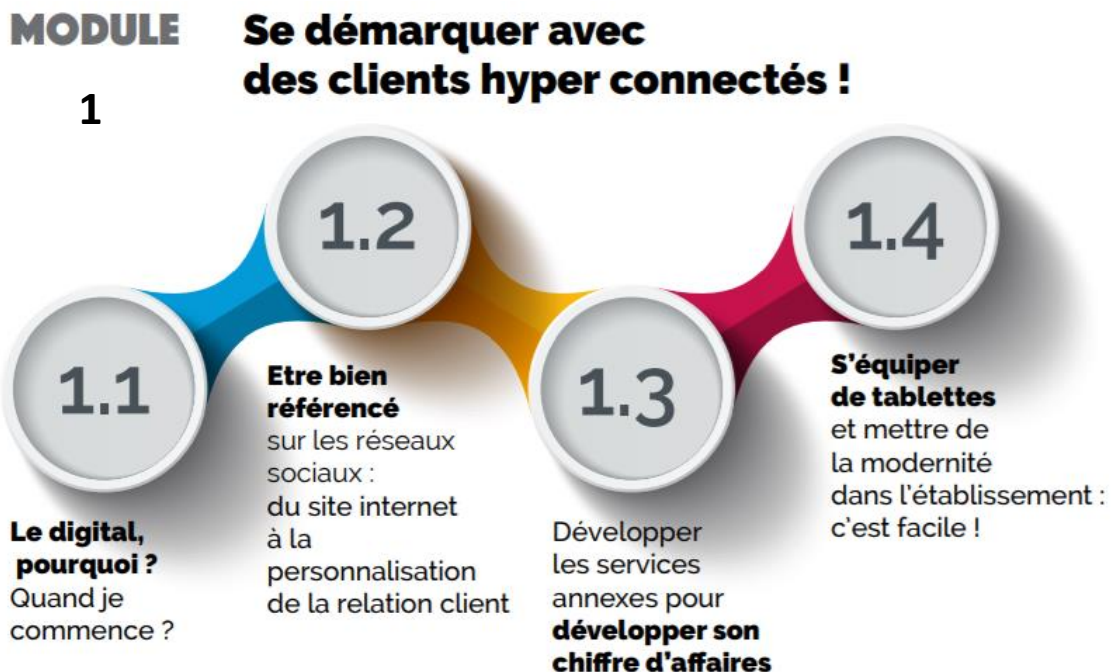 MODULE
1
Se démarquer avec
des clients hyper connectés !
1.1
Le digital,
pourquoi ?
Quand je
commence ?
1.2
Etre bien
référencé
sur les réseaux
sociaux :
du site internet
à la
personnalisation
de la relation client
1.3
Développer
les services
annexes pour
développer son
chiffre d'affaires
1.4
S'équiper
de tablettes
et mettre de
la modernité
dans l'établissement :
c'est facile !